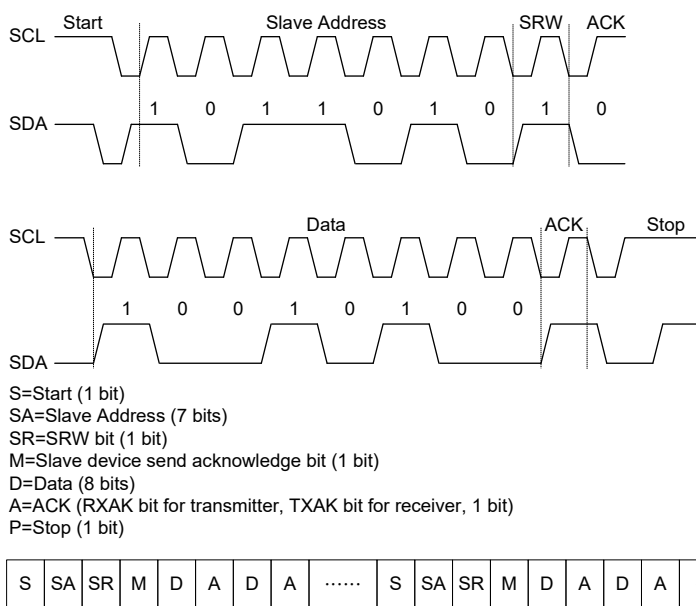 Start Slave Address SRW ACK
SCL
1 0 1 1 0 1 0 1 0
SDA
Data ACK Stop
SCL
1 0 0 1 0 1 0 0
SDA
S=Start (1 bit)
SA=Slave Address (7 bits)
SR=SRW bit (1 bit)
M=Slave device send acknowledge bit (1 bit)
D=Data (8 bits)
A=ACK (RXAK bit for transmitter, TXAK bit for receiver, 1 bit)
P=Stop (1 bit)
S SA SR M D A D A ...... S SA SR M D A D A